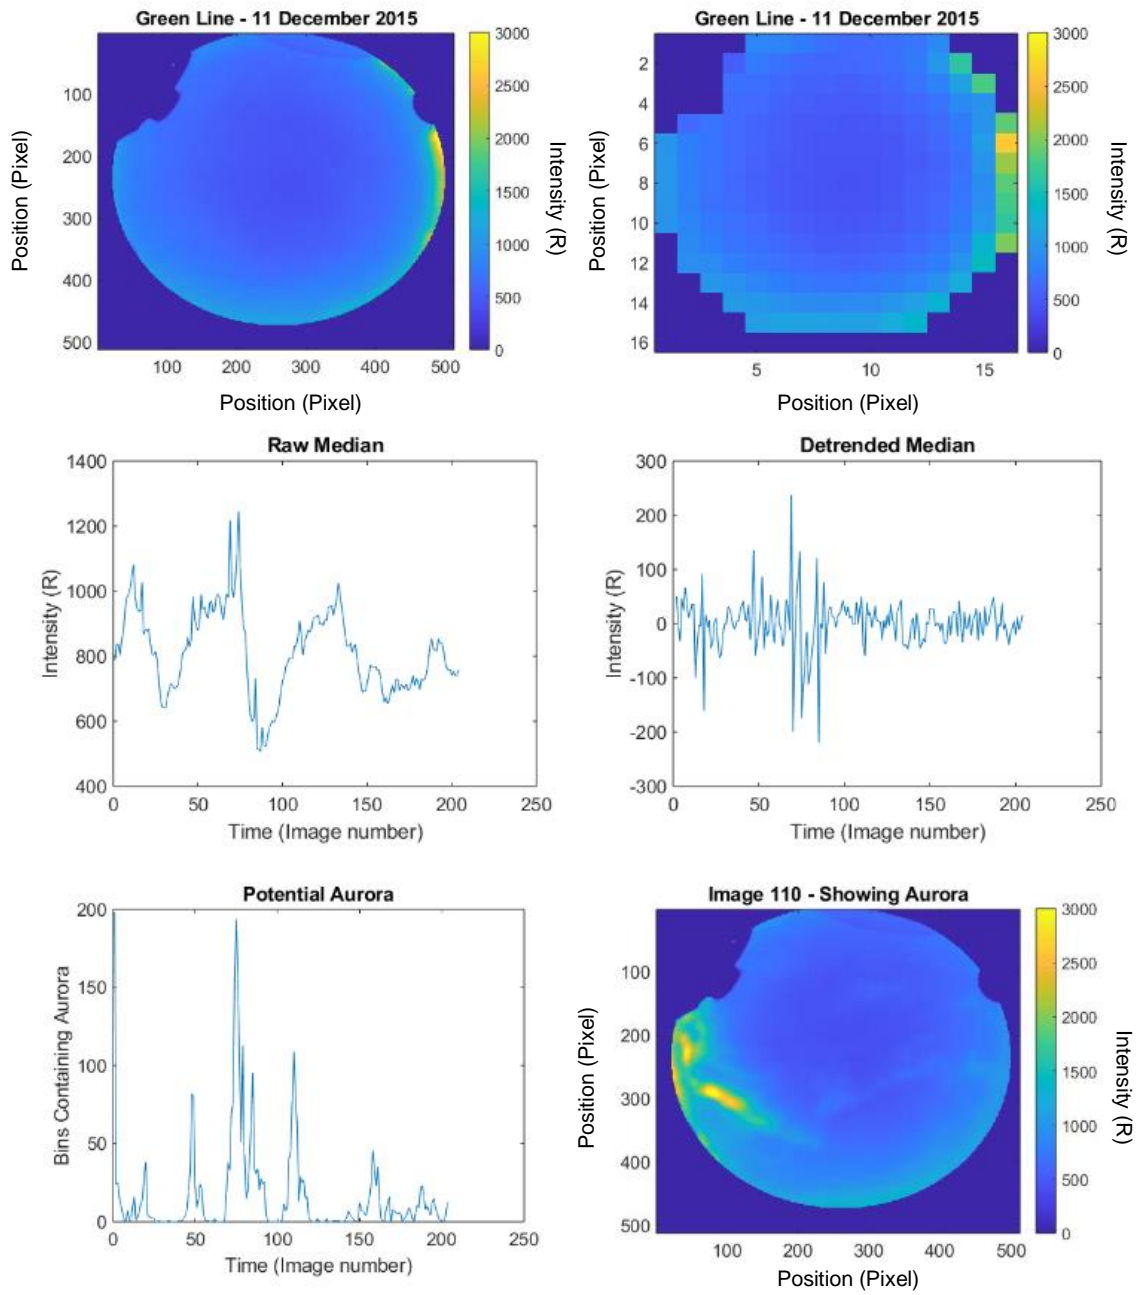 Green Line - 11 December 2015
Position (Pixel)
100
200
300
400
500
100 200 300 400 500
Position (Pixel)
3000
2500
2000
1500
1000
500
0
Intensity (R)
Green Line - 11 December 2015
Position (Pixel)
2
4
6
8
10
12
14
16
5 10 15
Position (Pixel)
3000
2500
2000
1500
1000
500
0
Intensity (R)
Raw Median
Intensity (R)
1400
1200
1000
800
600
400
0 50 100 150 200 250
Time (Image number)
Detrended Median
Intensity (R)
300
200
100
0
-100
-200
-300
0 50 100 150 200 250
Time (Image number)
Potential Aurora
Bins Containing Aurora
200
150
100
50
0
0 50 100 150 200 250
Time (Image number)
Image 110 - Showing Aurora
Position (Pixel)
100
200
300
400
500
100 200 300 400 500
Position (Pixel)
3000
2500
2000
1500
1000
500
0
Intensity (R)